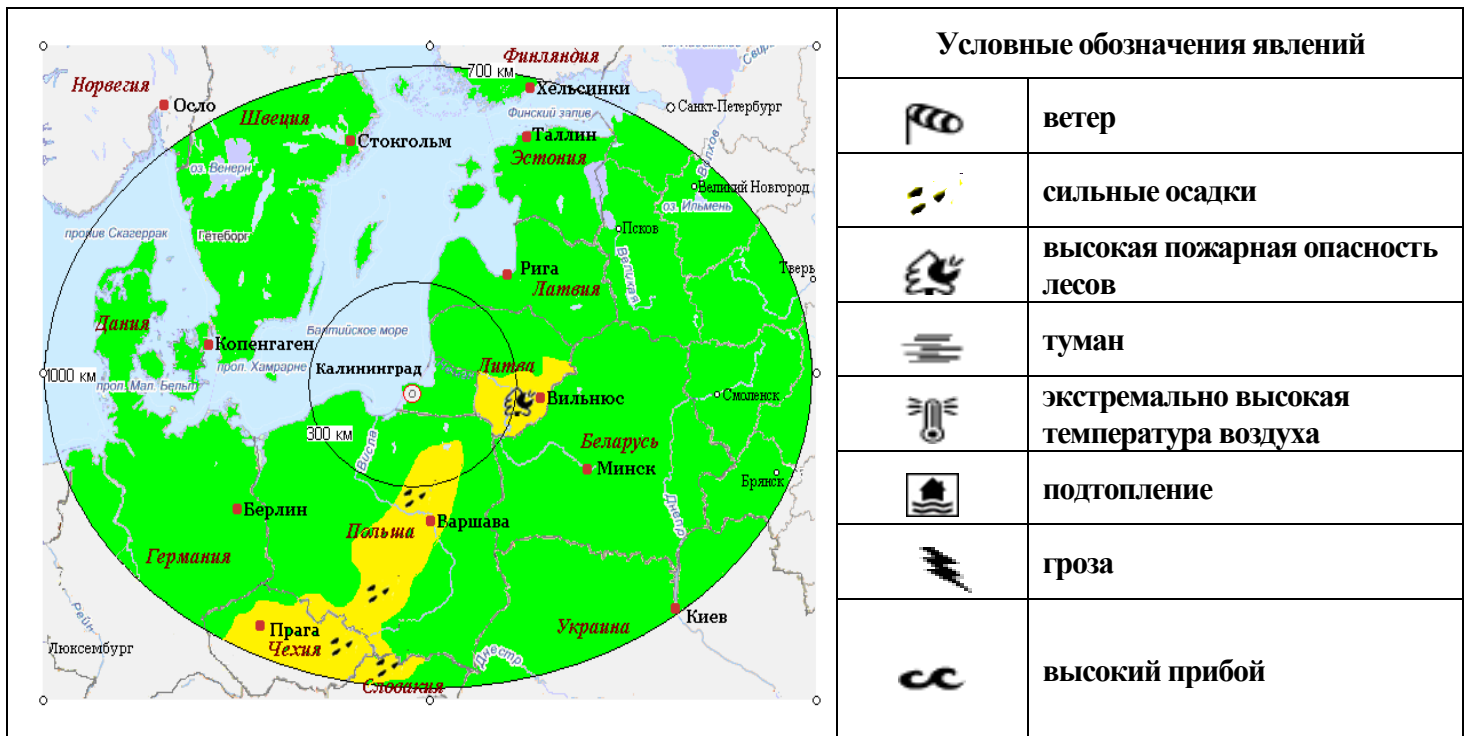 Условные обозначения явлений
ветер
сильные осадки
высокая пожарная опасность
лесов
туман
экстремально высокая
температура воздуха
подтопление
гроза
высокий прибой
Финляндия
700 км
Норвегия
Хельсинки
Осло
Санкт-Петербург
Швеция
Финский залив
Стокгольм
Таллин
Волхов
Эстония
оз. Венерн
Великий Новгород
оз. Ильмень
Псков
пролив Скагеррак
Гетеборг
Великая
Рига
Тверь
Латвия
Дания
Балтийское море
Копенгаген
Литва
прол. Хамрарне
Калининград
1000 км
прол. Мал. Бельт
Вильнюс
Смоленск
300 км
Висла
Беларусь
Минск
Брянск
Днепр
Берлин
Варшава
Польша
Германия
Рейн
Киев
Прага
Украина
Чехия
Люксембург
Днестр
Словакия